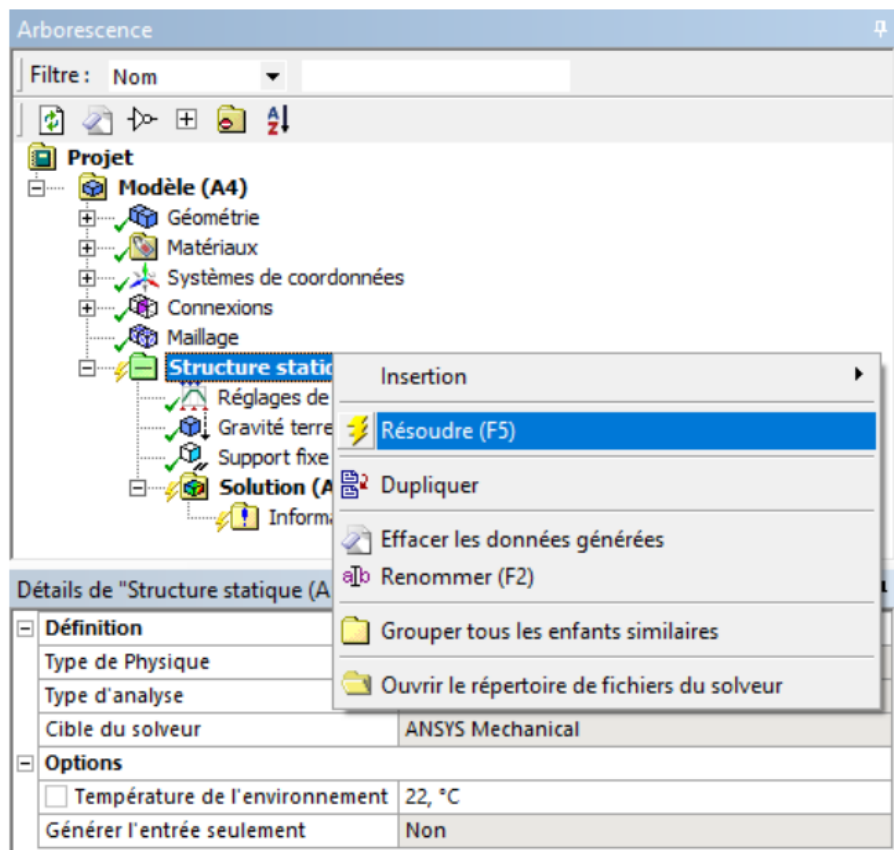 Arborescence
Filtre : Nom
Projet
Modèle (A4)
Géométrie
Matériaux
Systèmes de coordonnées
Connexions
Maillage
Structure static
Insertion
Réglages de
Résoudre (F5)
Gravité terre
Support fixe
Dupliquer
Solution (A
Informa
Effacer les données générées
Renommer (F2)
Détails de "Structure statique (A
Définition
Grouper tous les enfants similaires
Type de Physique
Type d'analyse
Ouvrir le répertoire de fichiers du solveur
Cible du solveur ANSYS Mechanical
Options
Température de l'environnement 22, °C
Générer l'entrée seulement Non